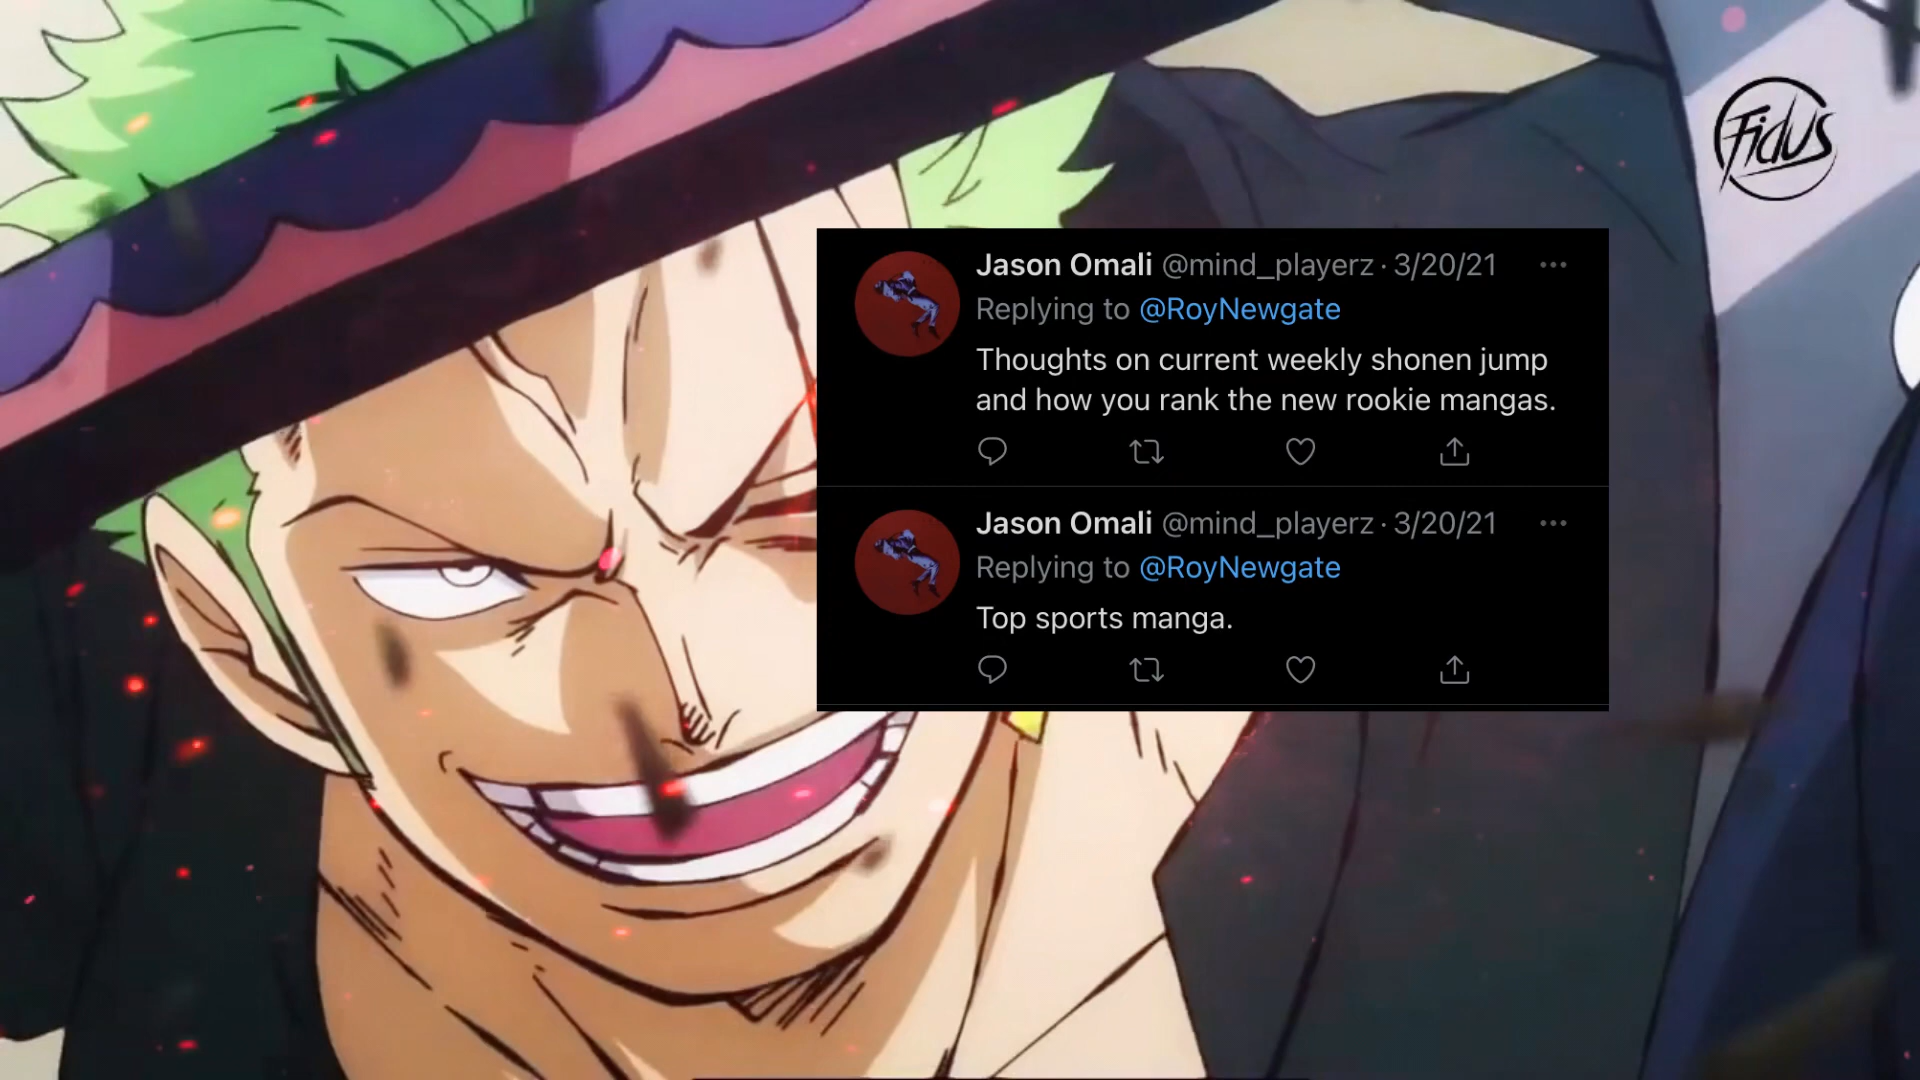 Fidus
Jason Omali @mind_playerz · 3/20/21
Replying to @RoyNewgate
Thoughts on current weekly shonen jump
and how you rank the new rookie mangas.
Jason Omali @mind_playerz · 3/20/21
Replying to @RoyNewgate
Top sports manga.